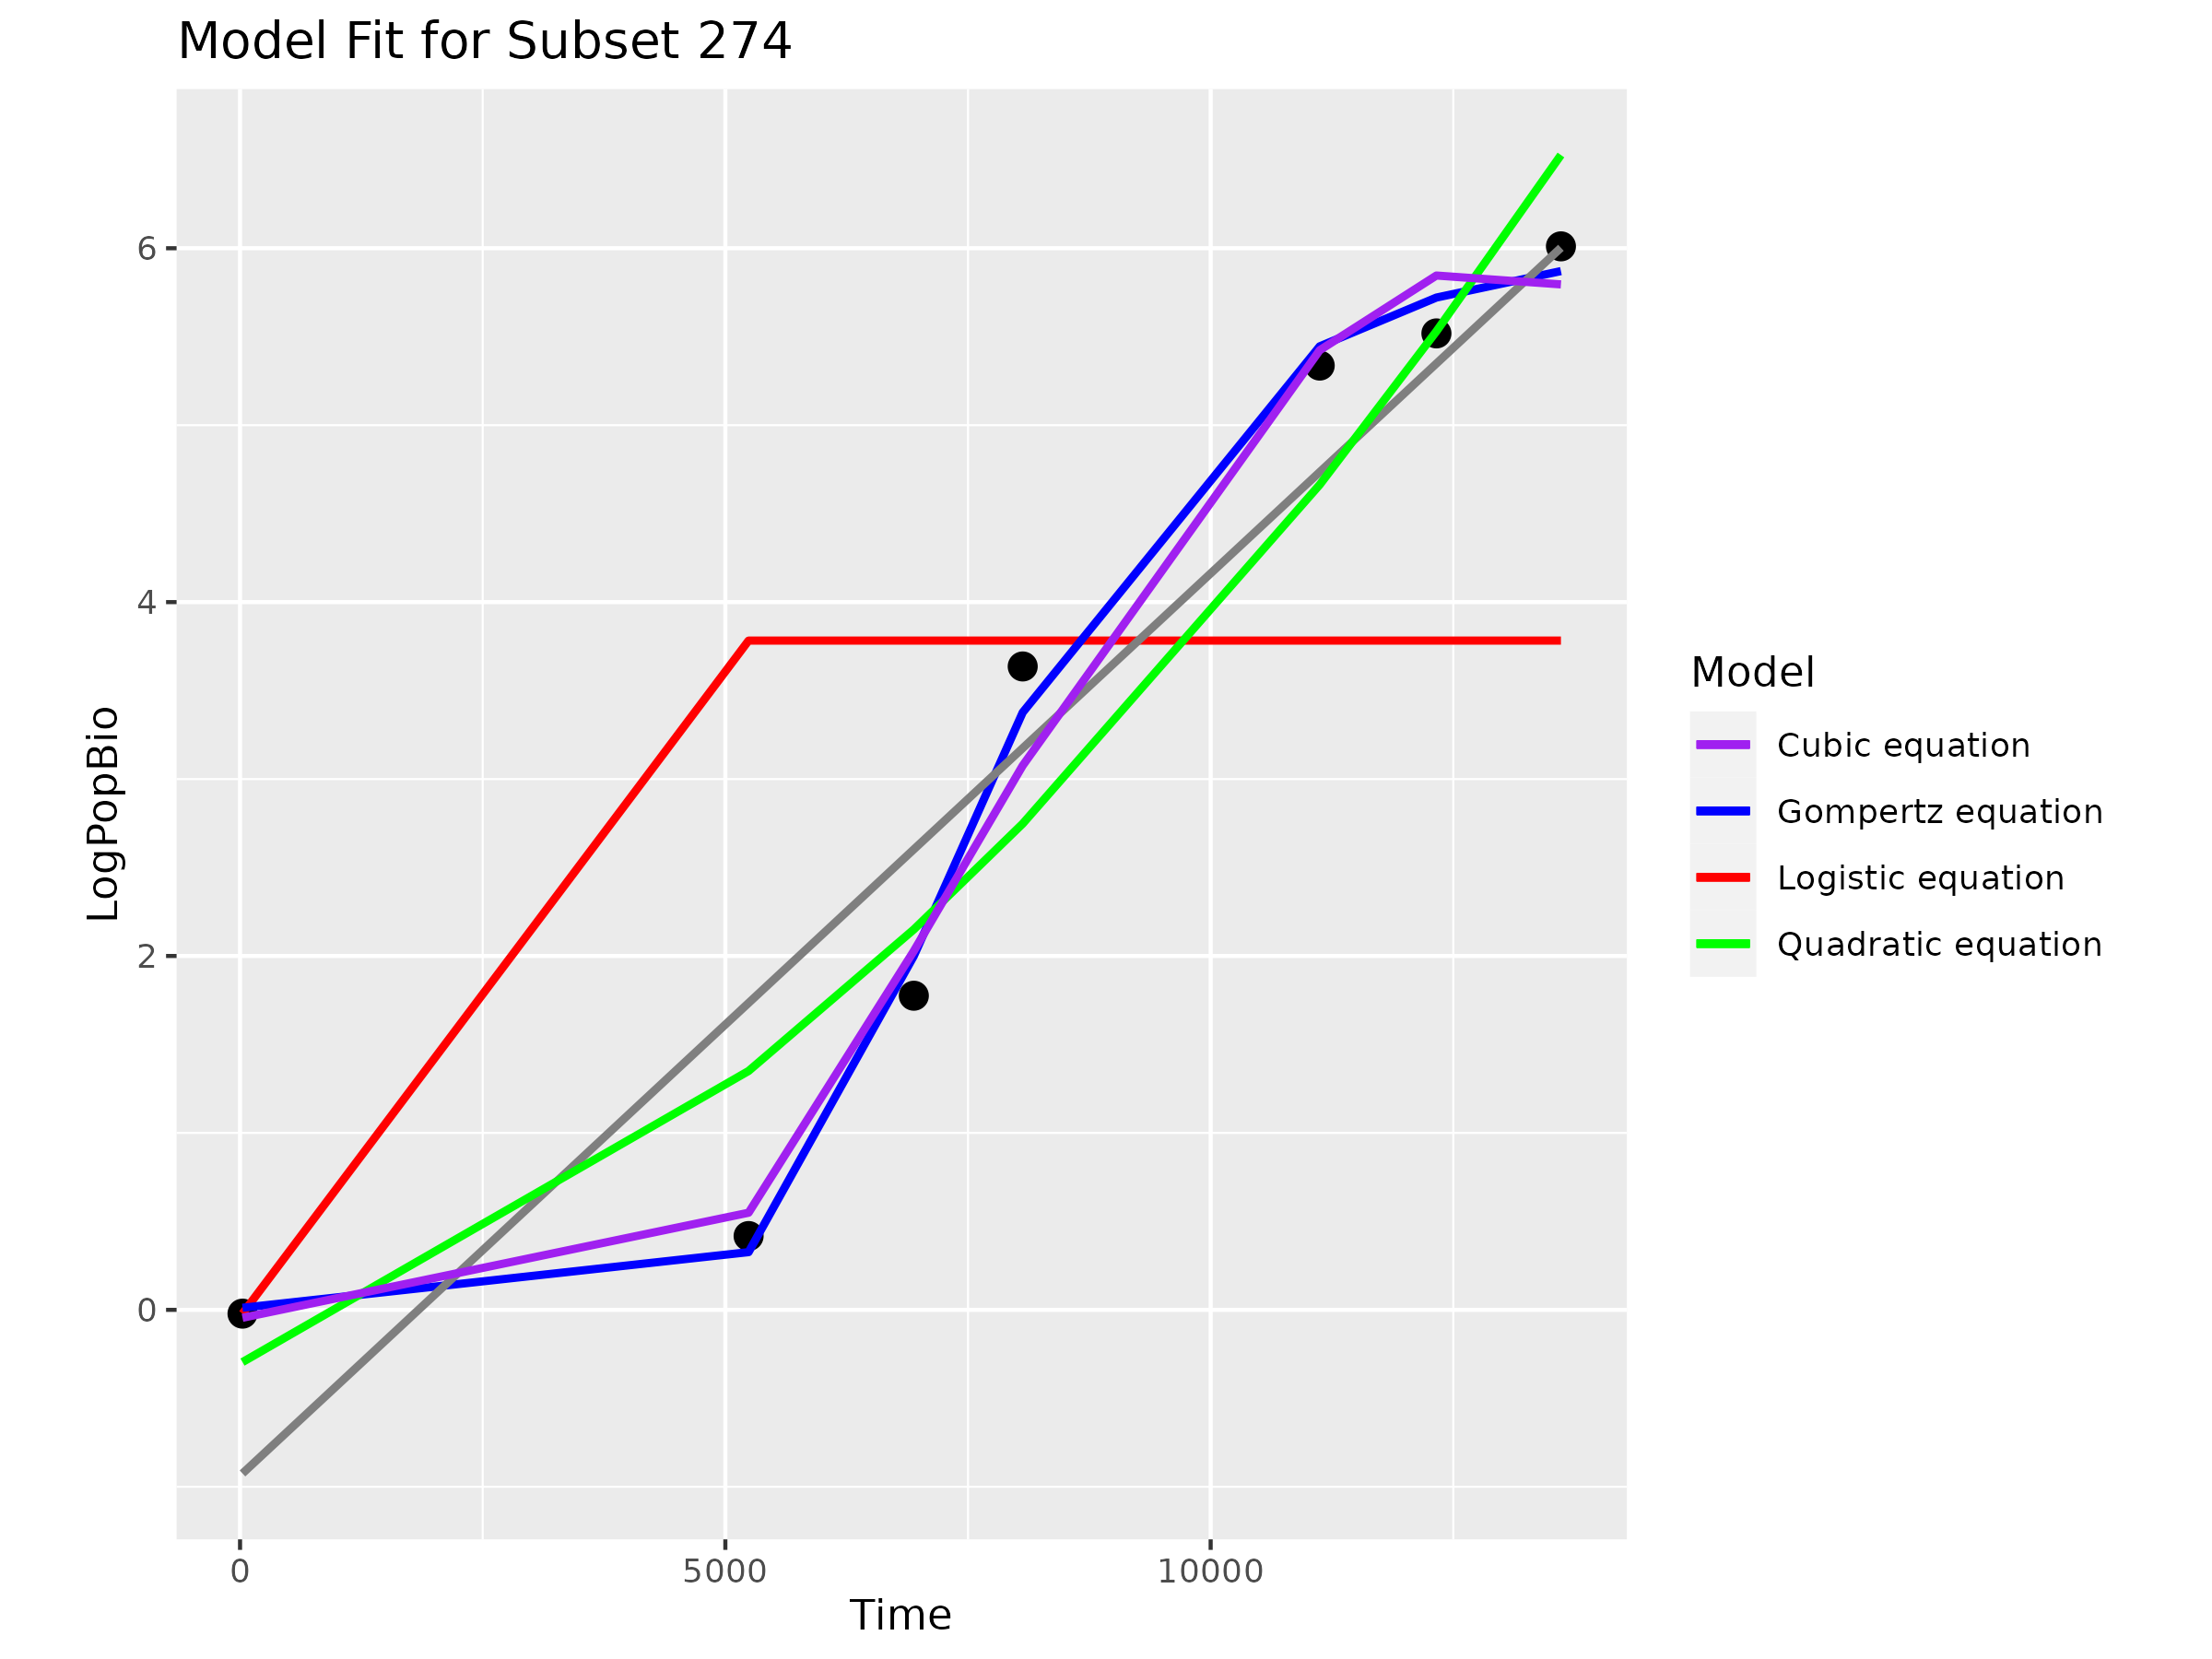 Model Fit for Subset 274
6
4
2
0
LogPopBio
0 5000 10000
Time
Model
Cubic equation
Gompertz equation
Logistic equation
Quadratic equation